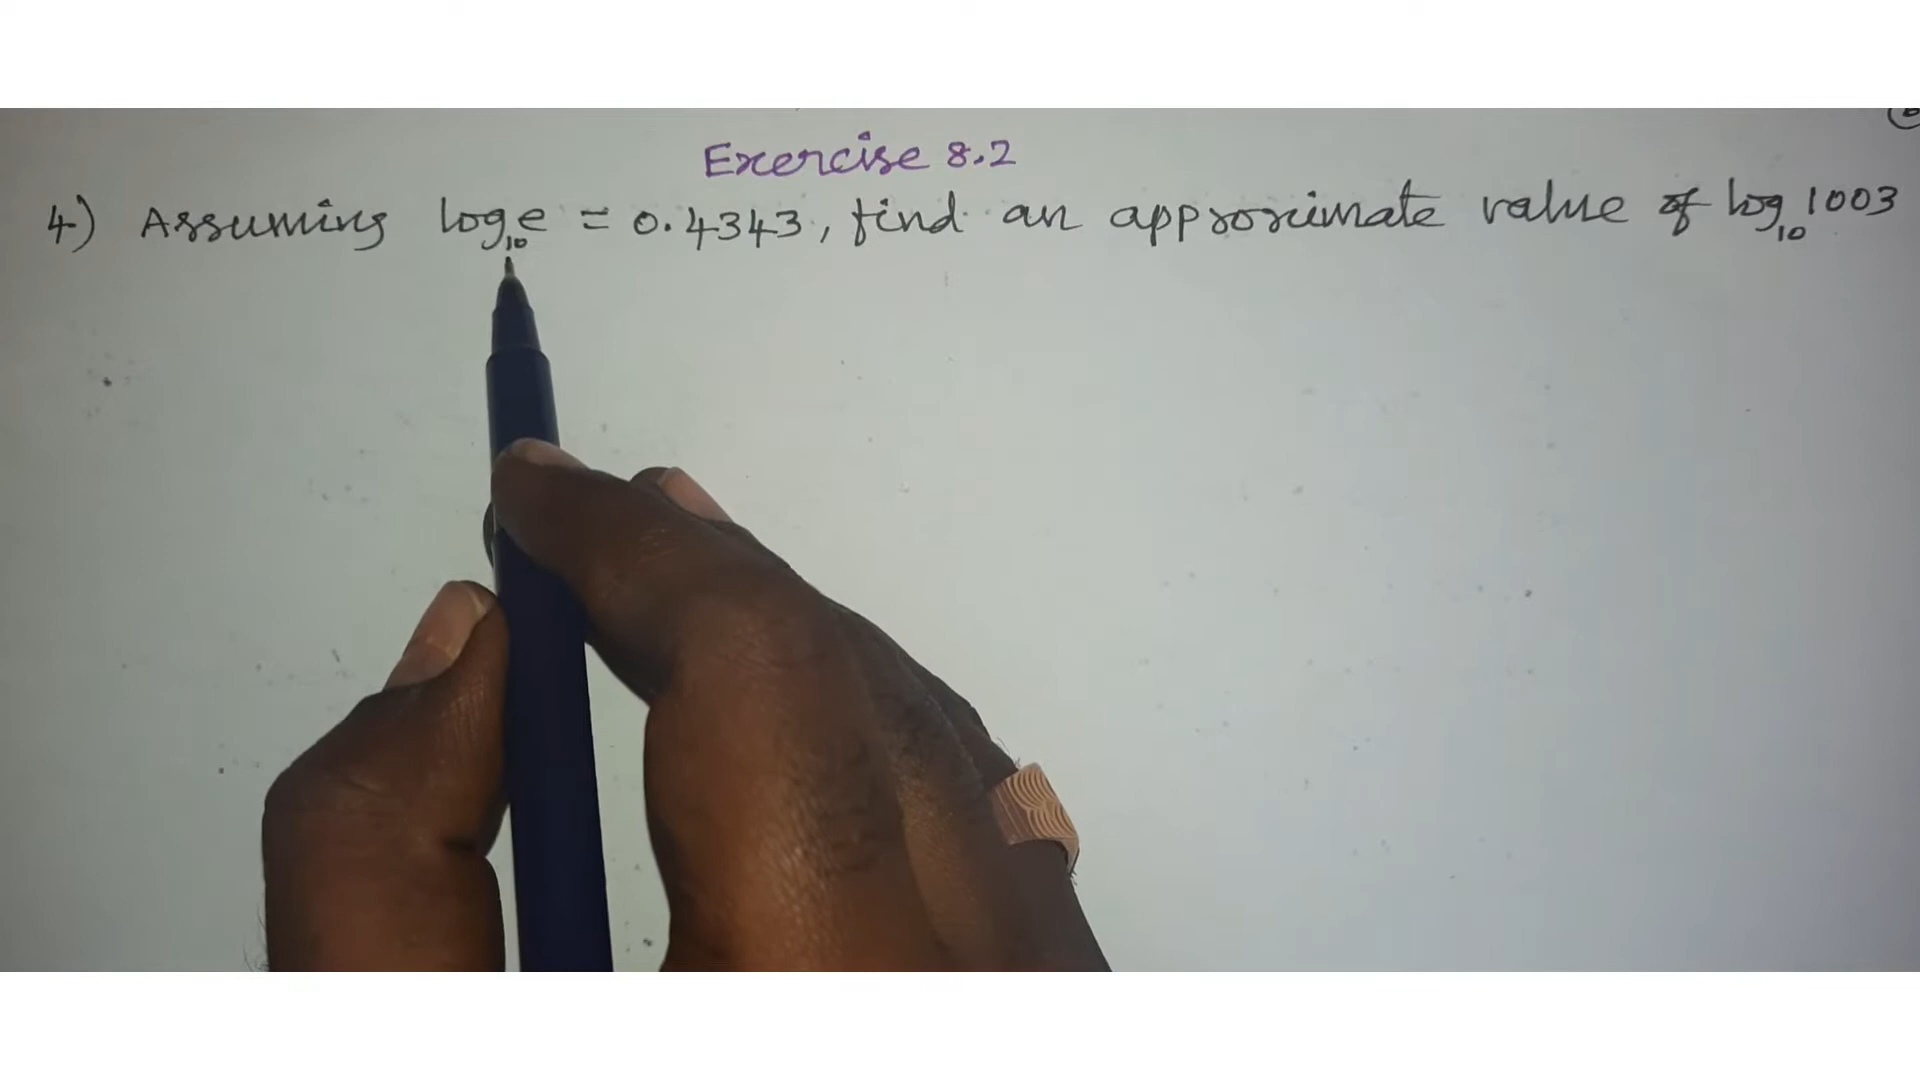 Exercise 8.2
4) Assuming log₁₀e = 0.4343, find an approximate value of log₁₀1003